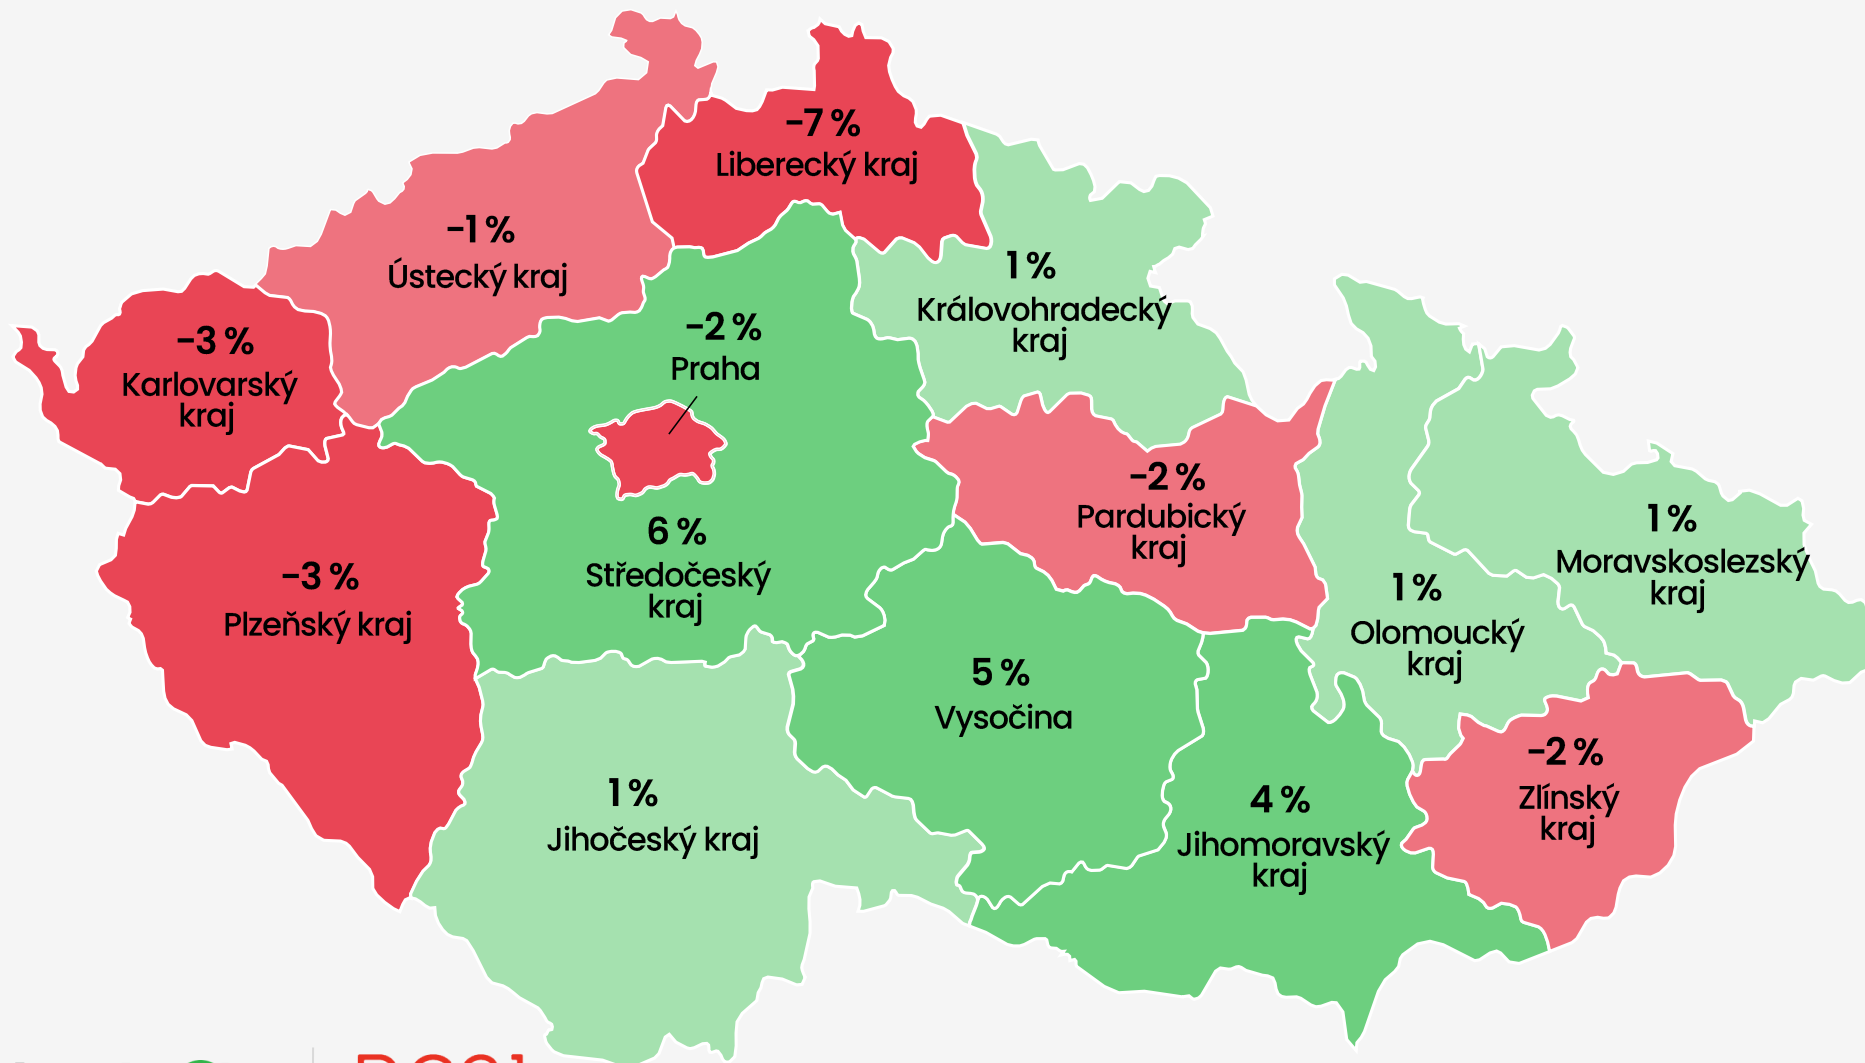 -7 %
Liberecký kraj
-1 %
Ústecký kraj
1 %
Královohradecký
kraj
-3 %
Karlovarský
kraj
-2 %
Praha
-2 %
Pardubický
kraj
6 %
Středočeský
kraj
1 %
Moravskoslezský
kraj
-3 %
Plzeňský kraj
1 %
Olomoucký
kraj
5 %
Vysočina
-2 %
Zlínský
kraj
1 %
Jihočeský kraj
4 %
Jihomoravský
kraj